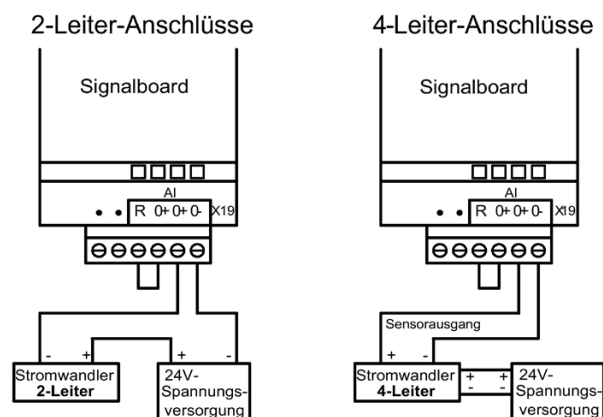 2-Leiter-Anschlüsse
Signalboard
AI
R 0+ 0+ 0- X19
- +
+ -
Stromwandler
2-Leiter
24V-
Spannungs-
versorgung
4-Leiter-Anschlüsse
Signalboard
AI
R 0+ 0+ 0- X19
Sensorausgang
+ -
Stromwandler
4-Leiter
+ +
- -
24V-
Spannungs-
versorgung